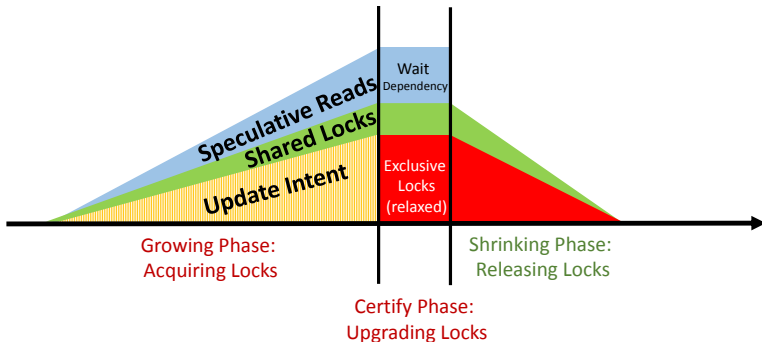 Speculative Reads
Shared Locks
Update Intent
Wait
Dependency
Exclusive
Locks
(relaxed)
Growing Phase:
Acquiring Locks
Shrinking Phase:
Releasing Locks
Certify Phase:
Upgrading Locks